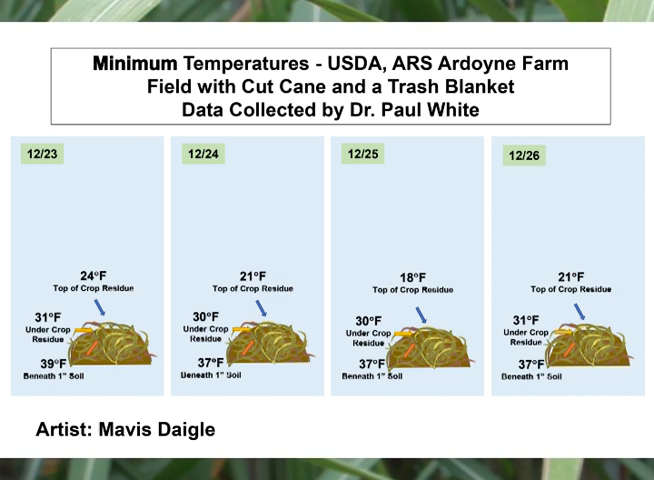 Minimum Temperatures - USDA, ARS Ardoyne Farm
Field with Cut Cane and a Trash Blanket
Data Collected by Dr. Paul White
12/23
24°F
Top of Crop Residue
31°F
Under Crop
Residue
39°F
Beneath 1" Soil
12/24
21°F
Top of Crop Residue
30°F
Under Crop
Residue
37°F
Beneath 1" Soil
12/25
18°F
Top of Crop Residue
30°F
Under Crop
Residue
37°F
Beneath 1" Soil
12/26
21°F
Top of Crop Residue
31°F
Under Crop
Residue
37°F
Beneath 1" Soil
Artist: Mavis Daigle